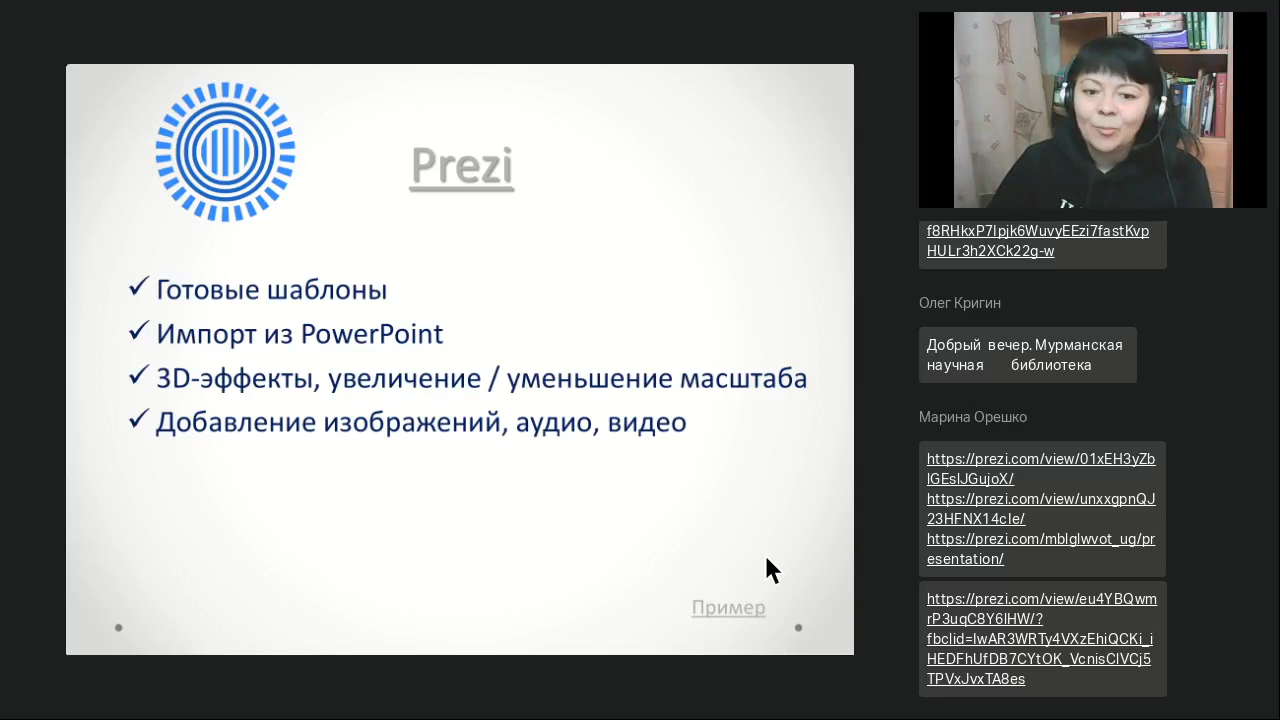 Prezi
✓ Готовые шаблоны
✓ Импорт из PowerPoint
✓ 3D-эффекты, увеличение / уменьшение масштаба
✓ Добавление изображений, аудио, видео
Пример
f8RHkxP7Ipjk6WuvyEEzi7fastKvp
HULr3h2XCk22g-w
Олег Кригин
Добрый вечер. Мурманская
научная библиотека
Марина Орешко
https://prezi.com/view/01xEH3yZb
IGEslJGujoX/
https://prezi.com/view/unxxgpnQJ
23HFNX14cIe/
https://prezi.com/mblglwvot_ug/pr
esentation/
https://prezi.com/view/eu4YBQwm
rP3uqC8Y6IHW/?
fbclid=IwAR3WRTy4VXzEhiQCKi_i
HEDFhUfDB7CYtOK_VcnisClVCj5
TPVxJvxTA8es